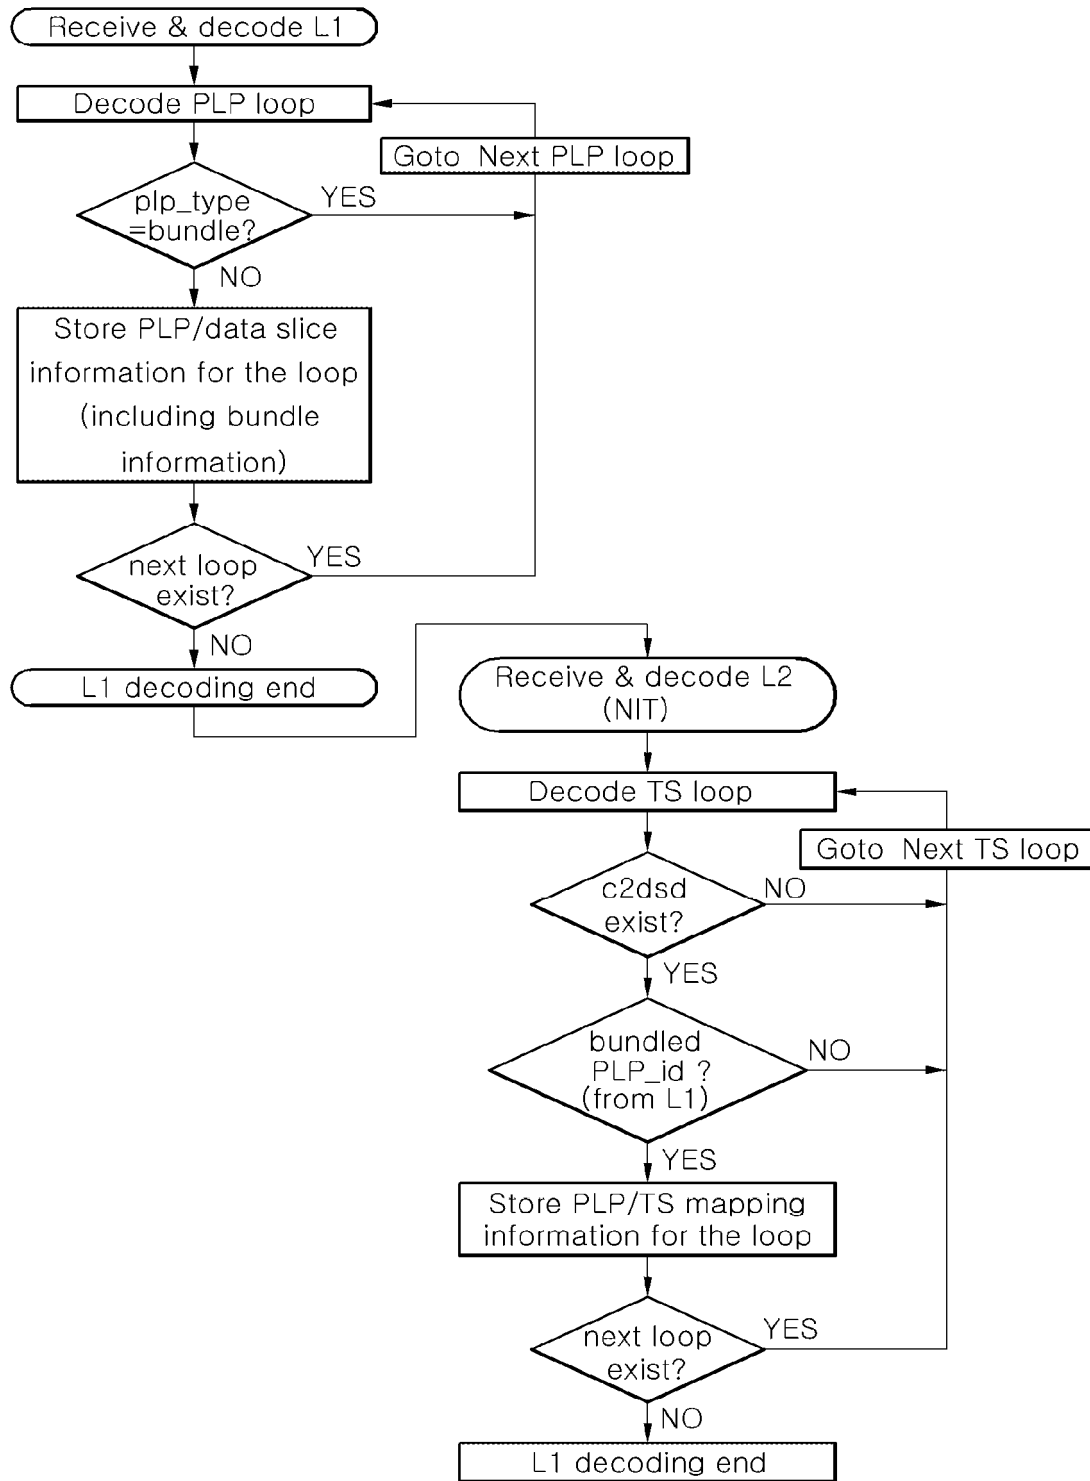 Receive & decode L1
Decode PLP loop
Goto Next PLP loop
plp_type
=bundle?
YES
NO
Store PLP/data slice
information for the loop
(including bundle
information)
next loop
exist?
YES
NO
L1 decoding end
Receive & decode L2
(NIT)
Decode TS loop
Goto Next TS loop
c2dsd
exist?
NO
YES
bundled
PLP_id ?
(from L1)
NO
YES
Store PLP/TS mapping
information for the loop
next loop
exist?
YES
NO
L1 decoding end